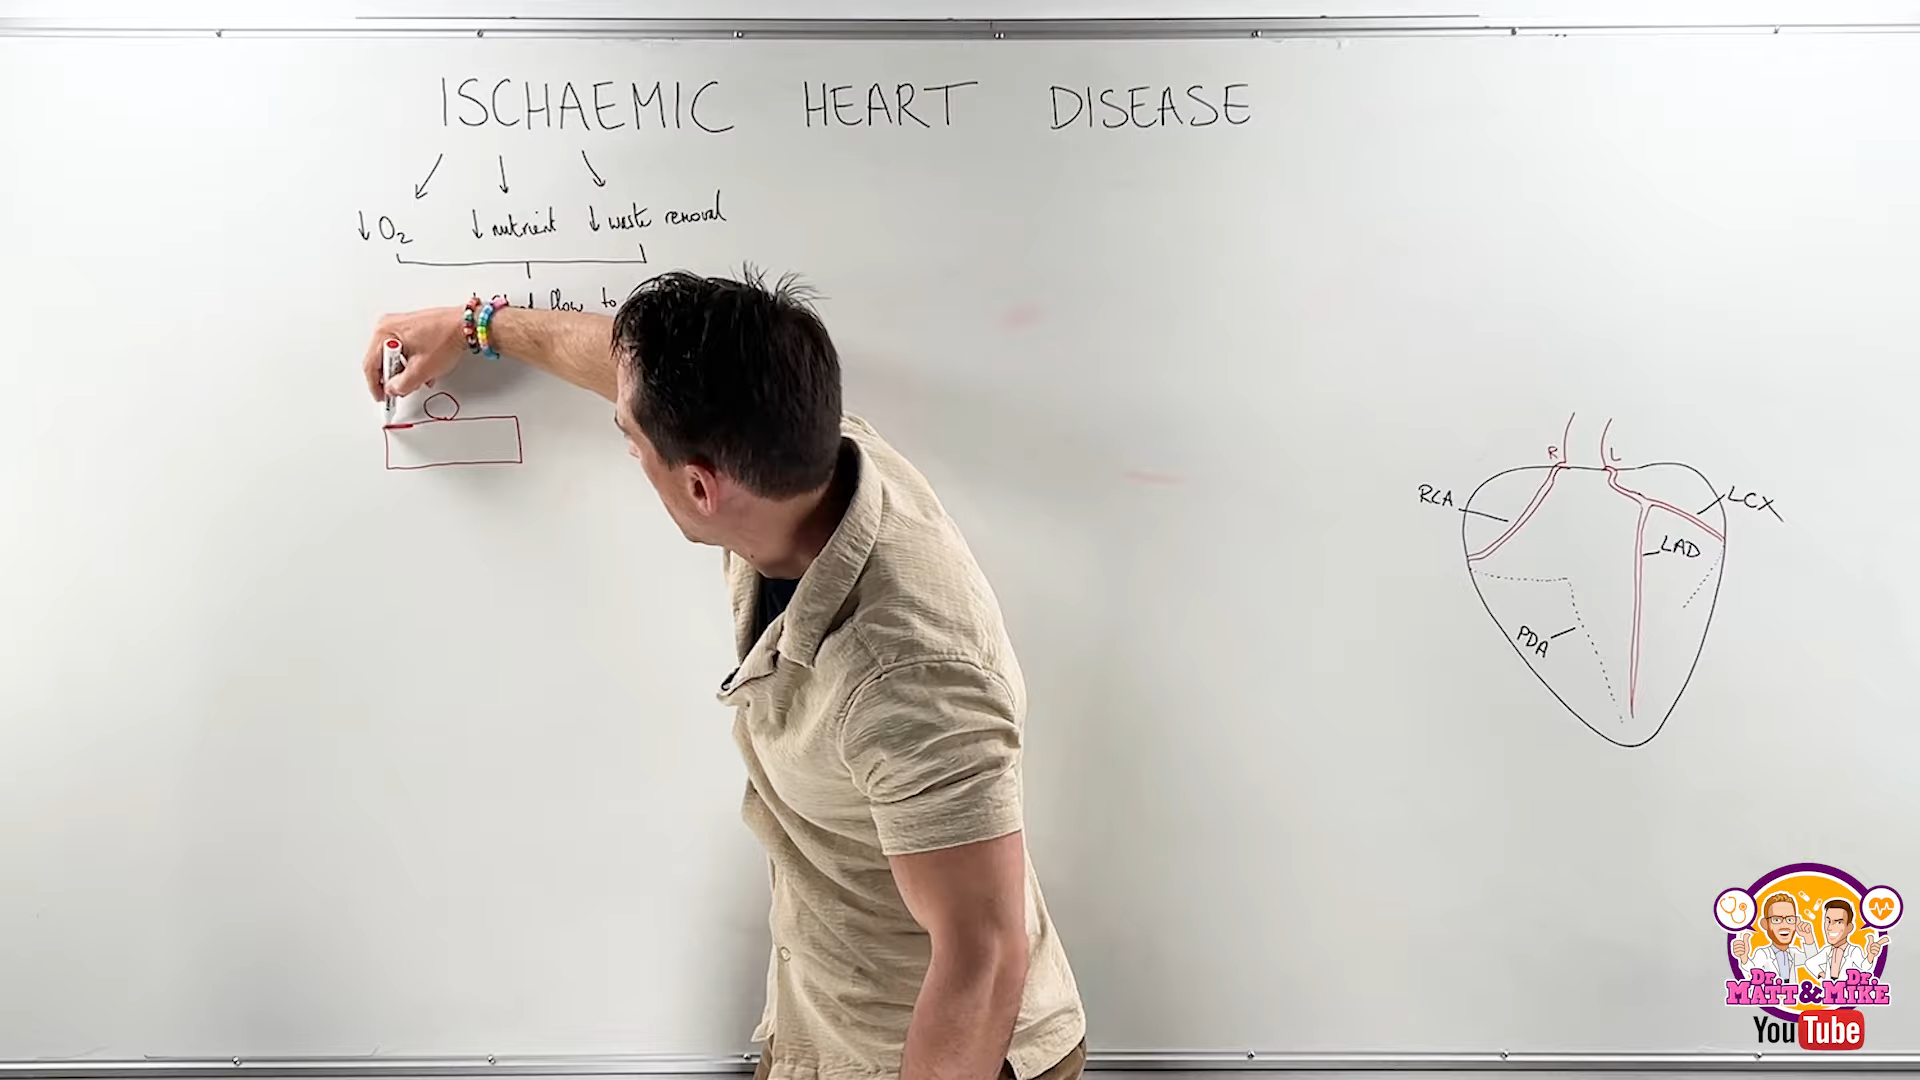 ISCHAEMIC HEART DISEASE
↓ O₂ ↓ nutrient ↓ waste removal
flow to
R L
RCA
LCX
LAD
PDA
Dr. Dr.
MATT & MIKE
YouTube